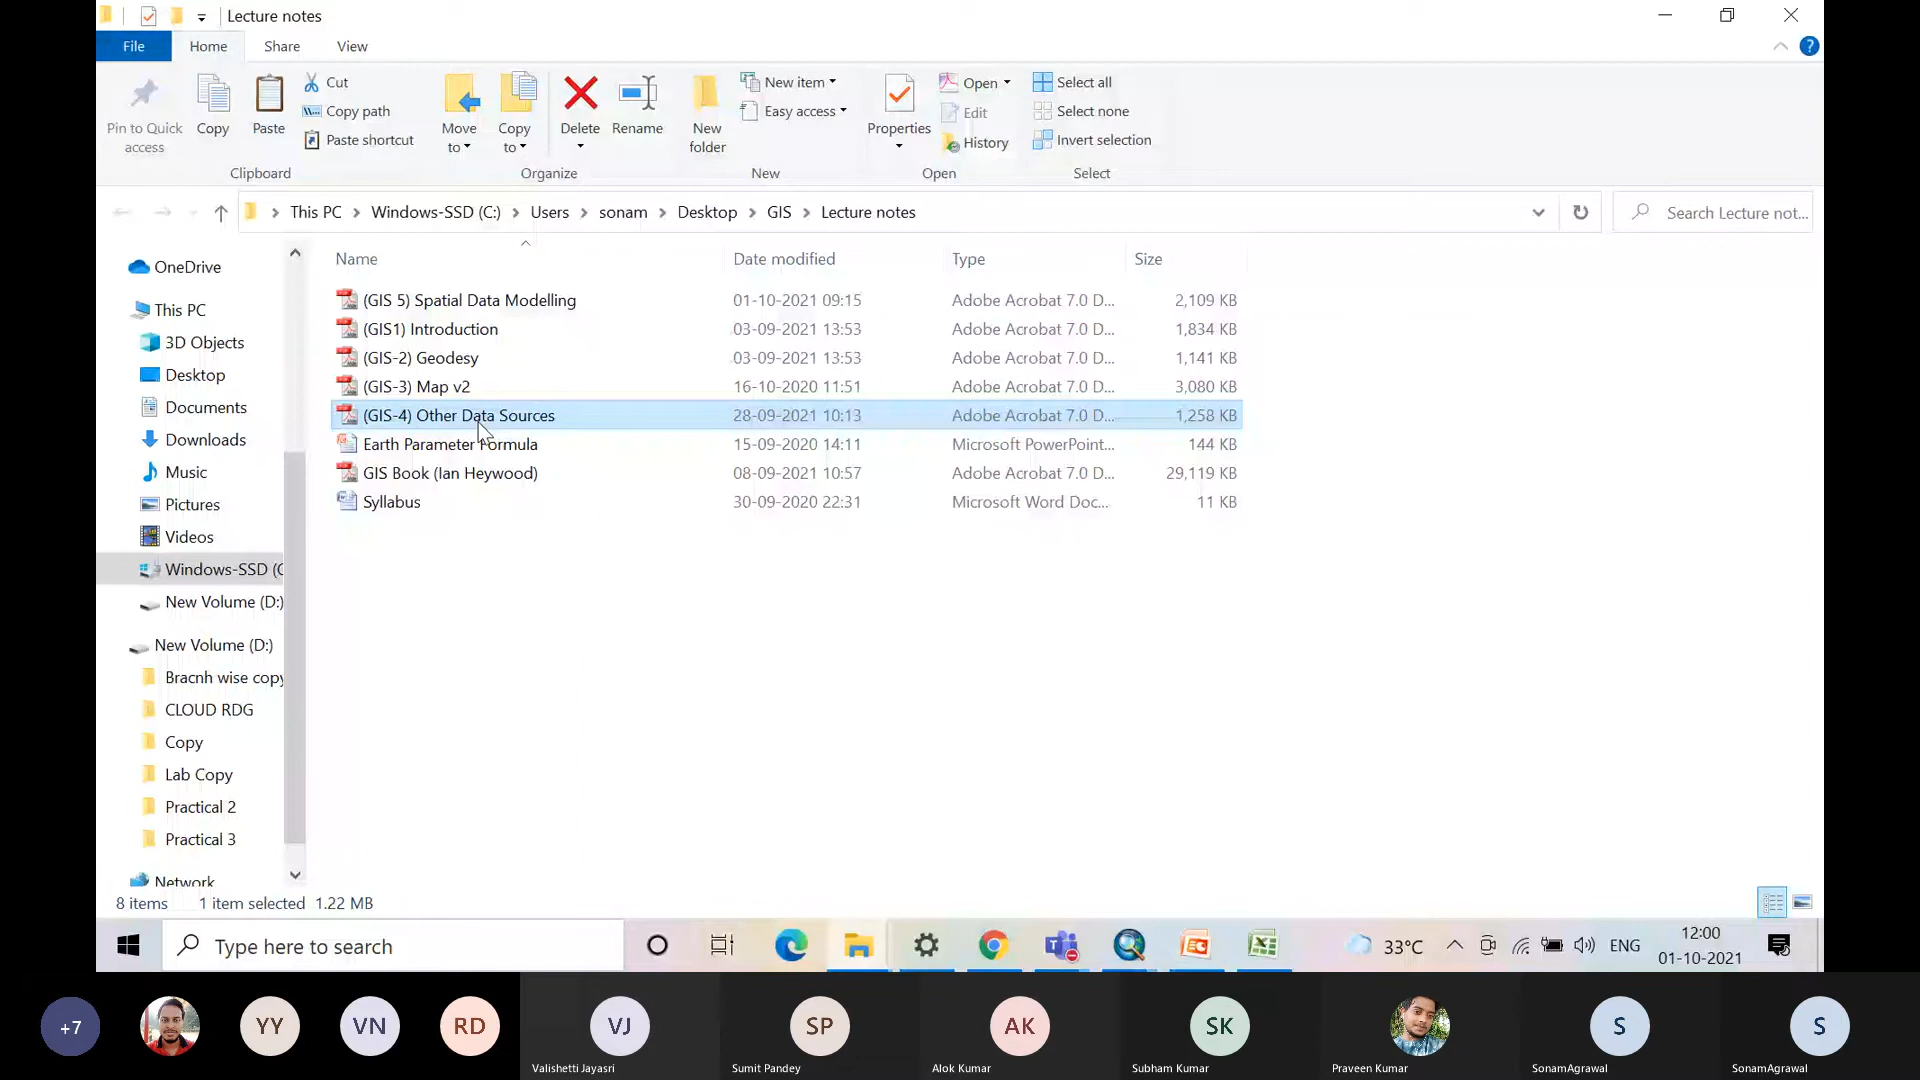 Lecture notes
File Home Share View
Pin to Quick access
Copy
Paste
Cut
Copy path
Paste shortcut
Clipboard
Move to
Copy to
Delete
Rename
Organize
New folder
New item
Easy access
New
Properties
Open
Edit
History
Open
Select all
Select none
Invert selection
Select
This PC > Windows-SSD (C:) > Users > sonam > Desktop > GIS > Lecture notes
Search Lecture not...
OneDrive
This PC
3D Objects
Desktop
Documents
Downloads
Music
Pictures
Videos
Windows-SSD (C
New Volume (D:)
New Volume (D:)
Bracnh wise copy
CLOUD RDG
Copy
Lab Copy
Practical 2
Practical 3
Network
Name Date modified Type Size
(GIS 5) Spatial Data Modelling 01-10-2021 09:15 Adobe Acrobat 7.0 D... 2,109 KB
(GIS1) Introduction 03-09-2021 13:53 Adobe Acrobat 7.0 D... 1,834 KB
(GIS-2) Geodesy 03-09-2021 13:53 Adobe Acrobat 7.0 D... 1,141 KB
(GIS-3) Map v2 16-10-2020 11:51 Adobe Acrobat 7.0 D... 3,080 KB
(GIS-4) Other Data Sources 28-09-2021 10:13 Adobe Acrobat 7.0 D... 1,258 KB
Earth Parameter Formula 15-09-2020 14:11 Microsoft PowerPoint... 144 KB
GIS Book (Ian Heywood) 08-09-2021 10:57 Adobe Acrobat 7.0 D... 29,119 KB
Syllabus 30-09-2020 22:31 Microsoft Word Doc... 11 KB
8 items 1 item selected 1.22 MB
Type here to search
33°C
ENG
12:00
01-10-2021
+7
YY
VN
RD
VJ
SP
AK
SK
S
S
Valishetti Jayasri
Sumit Pandey
Alok Kumar
Subham Kumar
Praveen Kumar
SonamAgrawal
SonamAgrawal